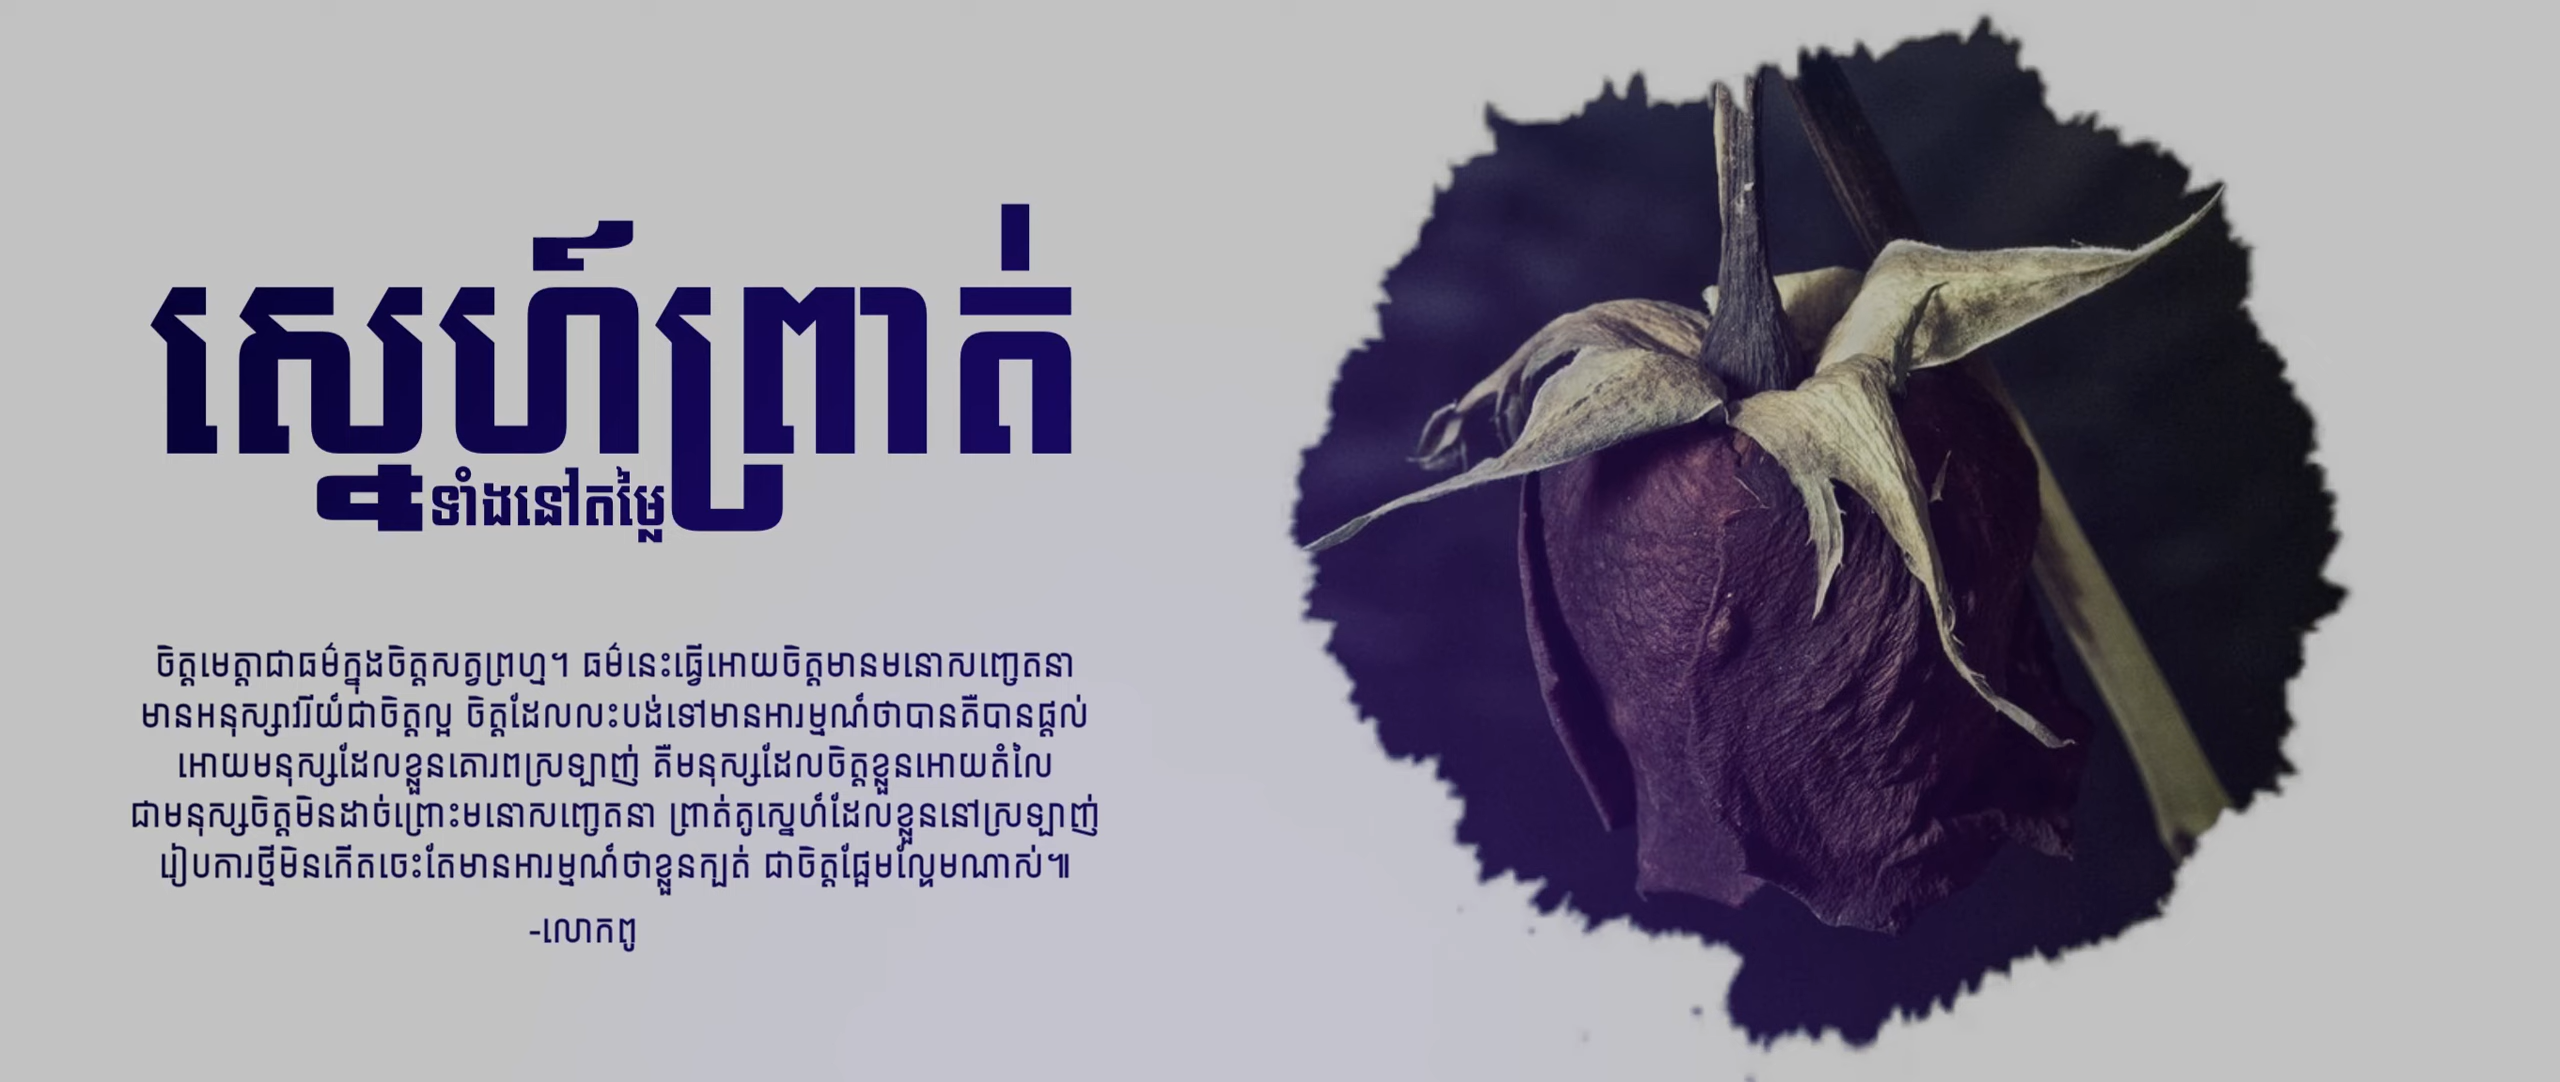 ស្នេហ៍ព្រាត់
ទាំងនៅតម្លៃ
ចិត្តមេត្តាជាធម៌ក្នុងចិត្តសត្វព្រហ្ម។ ធម៌នេះធ្វើអោយចិត្តមានមនោសញ្ចេតនា
មានអនុស្សាវរីយ៍ជាចិត្តល្អ ចិត្តដែលលះបង់ទៅមានអារម្មណ៍ថាបានគឺបានផ្តល់
អោយមនុស្សដែលខ្លួនគោរពស្រឡាញ់ គឺមនុស្សដែលចិត្តខ្លួនអោយតំលៃ
ជាមនុស្សចិត្តមិនដាច់ព្រោះមនោសញ្ចេតនា ព្រាត់គូស្នេហ៍ដែលខ្លួននៅស្រឡាញ់
រៀបការថ្មីមិនកើតចេះតែមានអារម្មណ៍ថាខ្លួនក្បត់ ជាចិត្តផ្អែមល្ហែមណាស់៕
-លោកពូ